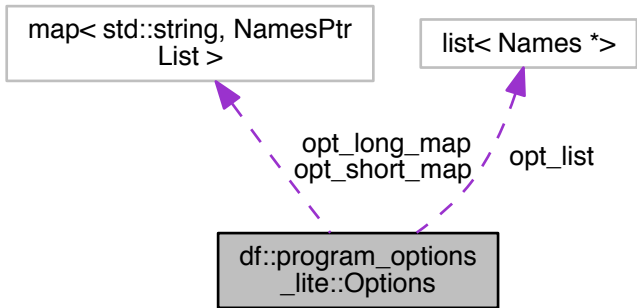 map< std::string, NamesPtr
List >
list< Names *>
opt_long_map
opt_short_map
opt_list
df::program_options
_lite::Options